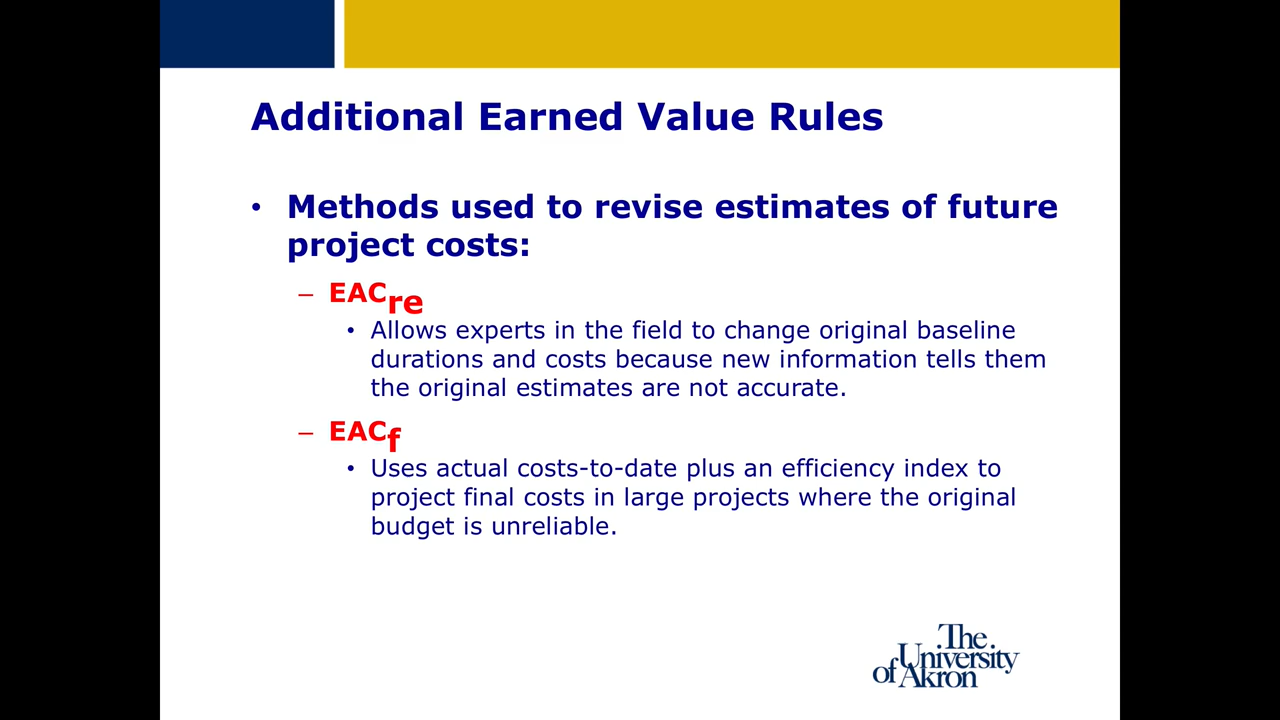 Additional Earned Value Rules
• Methods used to revise estimates of future
project costs:
– EACre
• Allows experts in the field to change original baseline
durations and costs because new information tells them
the original estimates are not accurate.
– EACf
• Uses actual costs-to-date plus an efficiency index to
project final costs in large projects where the original
budget is unreliable.
The
University
of Akron